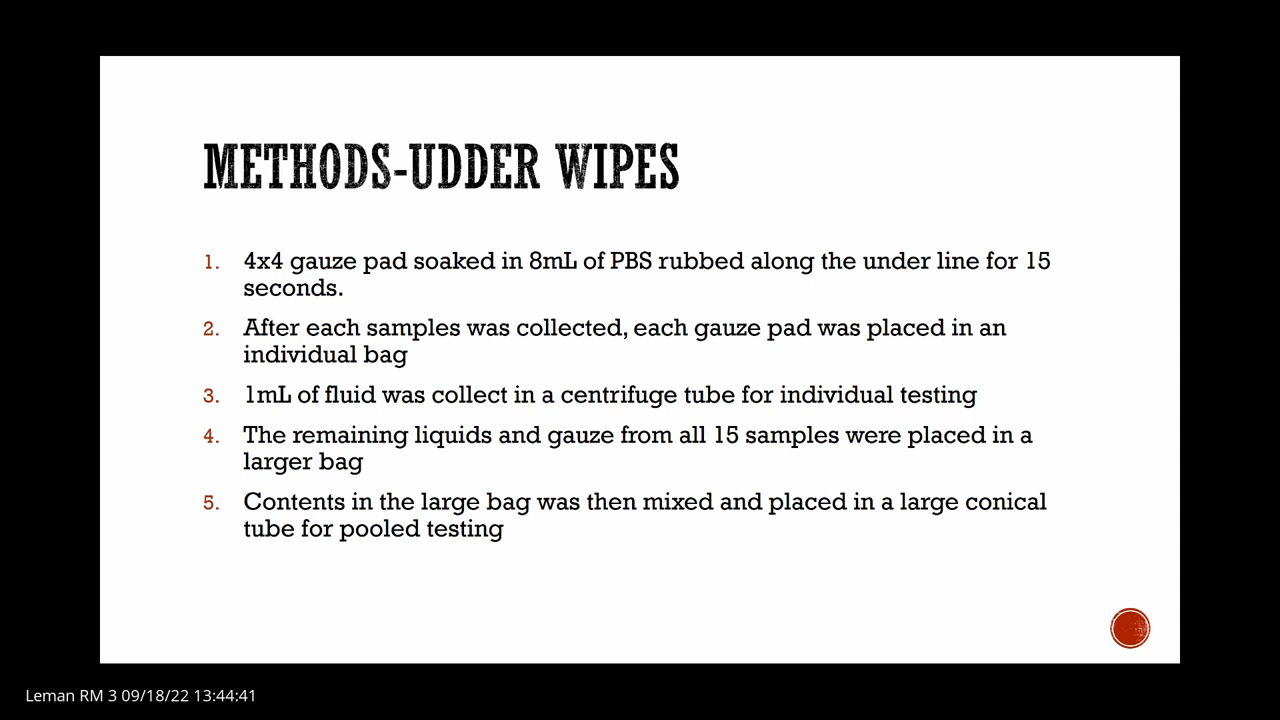 METHODS-UDDER WIPES
1. 4x4 gauze pad soaked in 8mL of PBS rubbed along the under line for 15
seconds.
2. After each samples was collected, each gauze pad was placed in an
individual bag
3. 1mL of fluid was collect in a centrifuge tube for individual testing
4. The remaining liquids and gauze from all 15 samples were placed in a
larger bag
5. Contents in the large bag was then mixed and placed in a large conical
tube for pooled testing
Leman RM 3 09/18/22 13:44:41